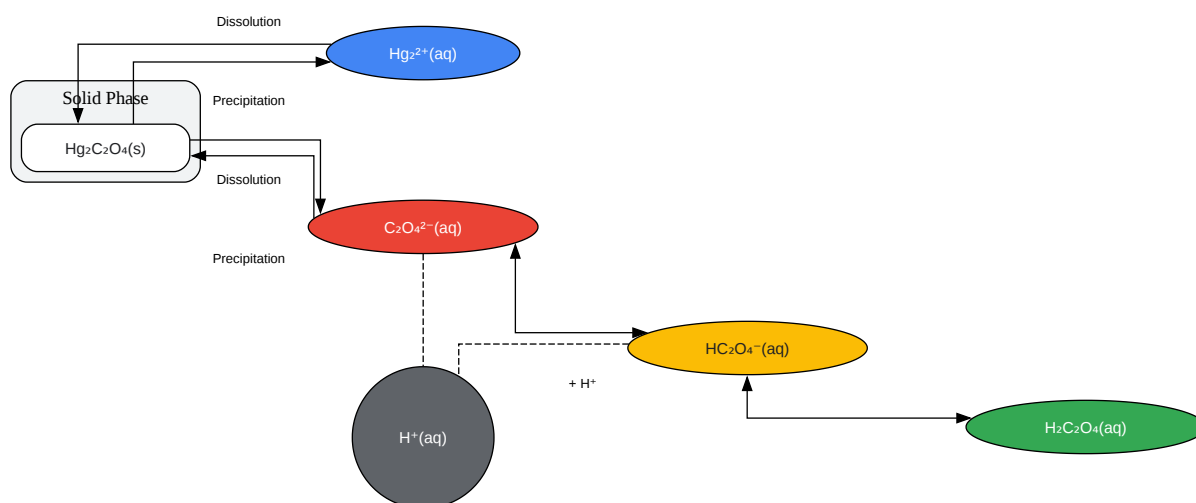 Dissolution
Hg₂²⁺(aq)
Solid Phase
Precipitation
Hg₂C₂O₄(s)
Dissolution
C₂O₄²⁻(aq)
Precipitation
HC₂O₄⁻(aq)
+ H⁺
H⁺(aq)
H₂C₂O₄(aq)